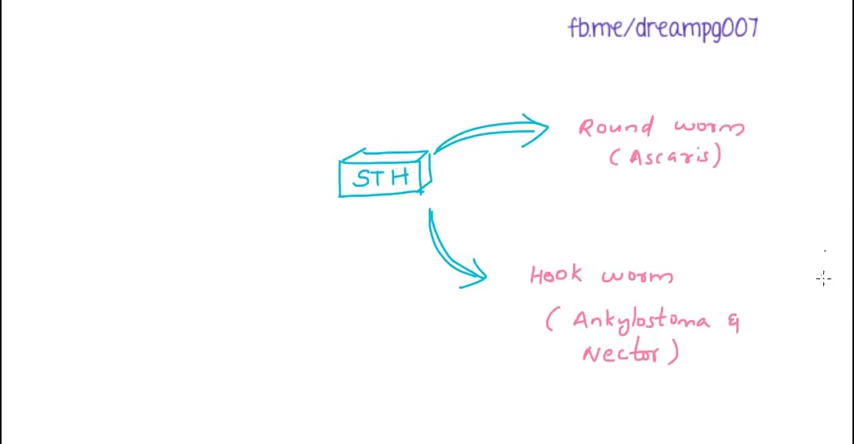 fb.me/dreampg007
Round worm
(Ascaris)
STH
Hook worm
(Ankylostoma &
Nector)